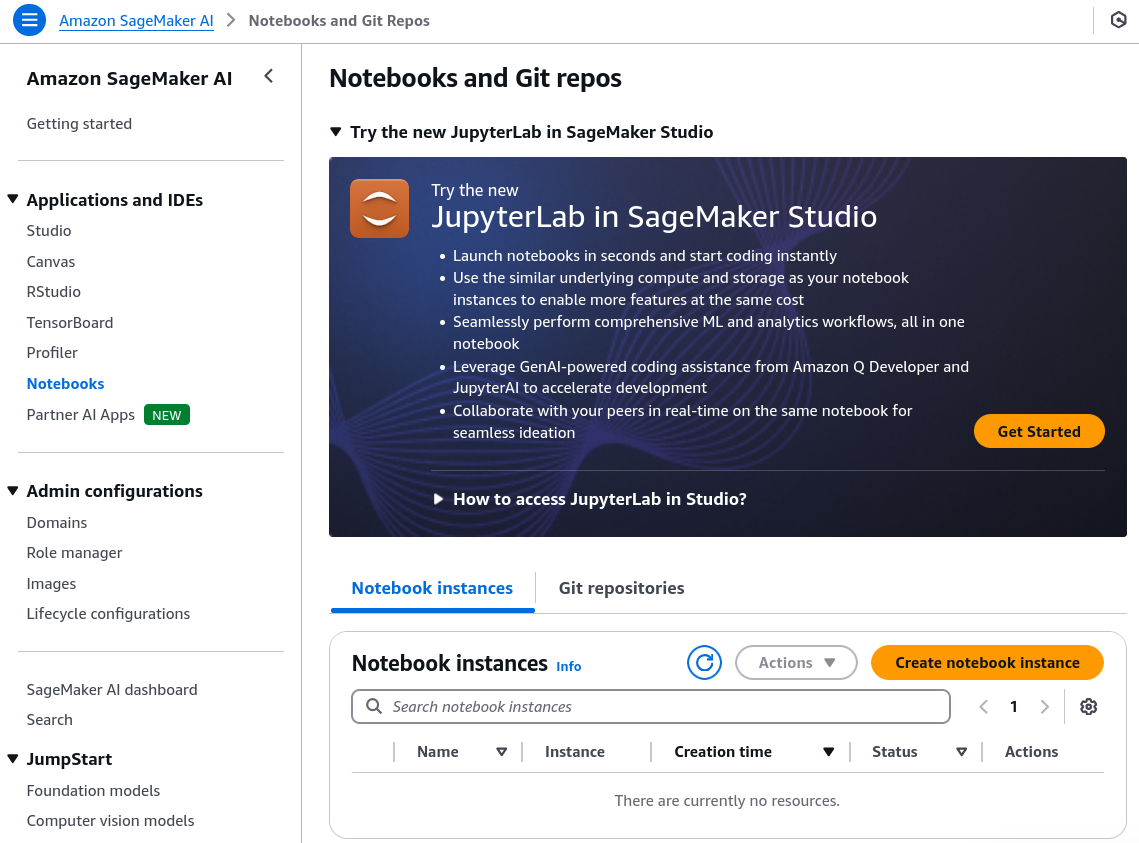 Amazon SageMaker AI > Notebooks and Git Repos
Amazon SageMaker AI
Getting started
Applications and IDEs
Studio
Canvas
RStudio
TensorBoard
Profiler
Notebooks
Partner AI Apps NEW
Admin configurations
Domains
Role manager
Images
Lifecycle configurations
SageMaker AI dashboard
Search
JumpStart
Foundation models
Computer vision models
Notebooks and Git repos
Try the new JupyterLab in SageMaker Studio
Try the new
JupyterLab in SageMaker Studio
• Launch notebooks in seconds and start coding instantly
• Use the similar underlying compute and storage as your notebook
instances to enable more features at the same cost
• Seamlessly perform comprehensive ML and analytics workflows, all in one
notebook
• Leverage GenAI-powered coding assistance from Amazon Q Developer and
JupyterAI to accelerate development
• Collaborate with your peers in real-time on the same notebook for
seamless ideation
Get Started
How to access JupyterLab in Studio?
Notebook instances Git repositories
Notebook instances Info Actions Create notebook instance
Search notebook instances 1
Name Instance Creation time Status Actions
There are currently no resources.